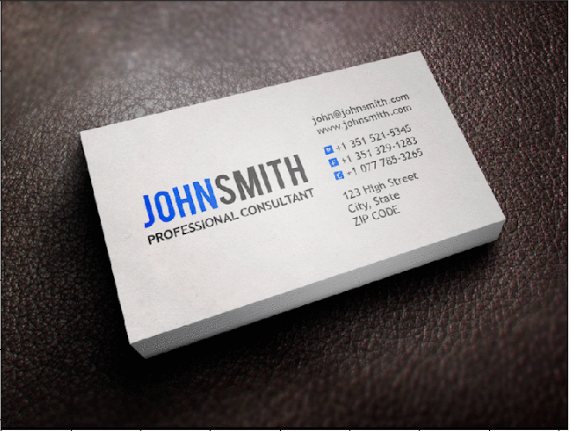 JOHNSMITH
PROFESSIONAL CONSULTANT
john@johnsmith.com
www.johnsmith.com
+1 351 521-5345
+1 351 329-1283
+1 077 765-3265
123 High Street
City, State
ZIP CODE